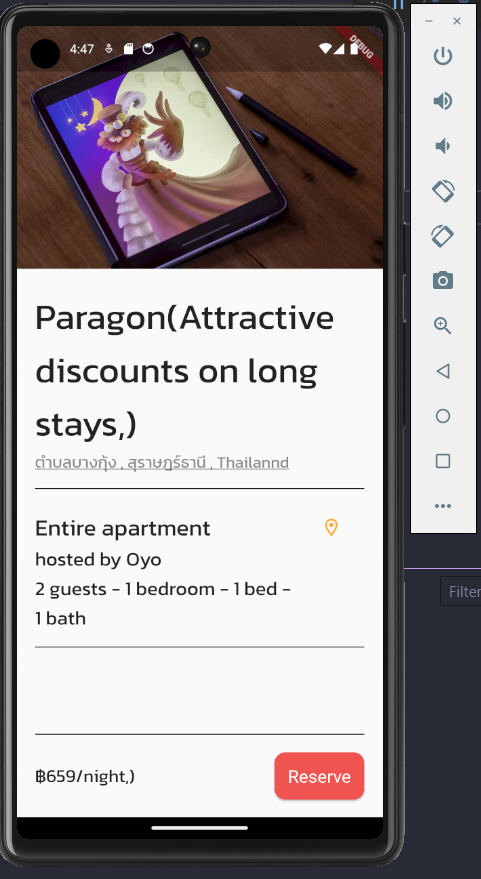 4:47
DEBUG
Paragon(Attractive
discounts on long
stays,)
ตำบลบางกุ้ง , สุราษฎร์ธานี , Thailannd
Entire apartment
hosted by Oyo
2 guests - 1 bedroom - 1 bed -
1 bath
฿659/night,)
Reserve
Filter